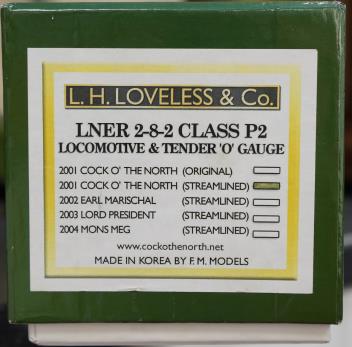 L. H. LOVELESS & Co.
LNER 2-8-2 CLASS P2
LOCOMOTIVE & TENDER 'O' GAUGE
2001 COCK O' THE NORTH (ORIGINAL)
2001 COCK O' THE NORTH (STREAMLINED)
2002 EARL MARISCHAL (STREAMLINED)
2003 LORD PRESIDENT (STREAMLINED)
2004 MONS MEG (STREAMLINED)
www.cockothenorth.net
MADE IN KOREA BY F. M. MODELS